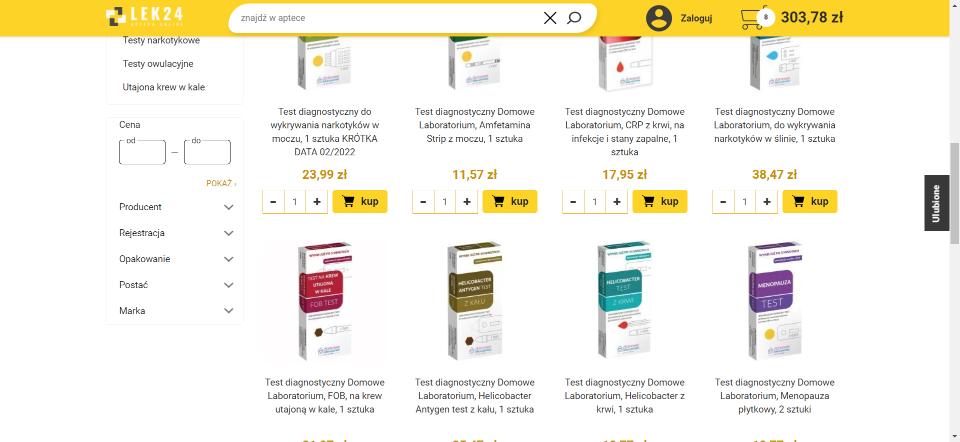 LEK24
znajdź w aptece
Zaloguj
8
303,78 zł
Testy narkotykowe
Testy owulacyjne
Utajona krew w kale
Cena
od
do
—
POKAŻ ›
Producent
Rejestracja
Opakowanie
Postać
Marka
Test diagnostyczny do
wykrywania narkotyków w
moczu, 1 sztuka KRÓTKA
DATA 02/2022
23,99 zł
- 1 + kup
Test diagnostyczny Domowe
Laboratorium, Amfetamina
Strip z moczu, 1 sztuka
11,57 zł
- 1 + kup
Test diagnostyczny Domowe
Laboratorium, CRP z krwi, na
infekcje i stany zapalne, 1
sztuka
17,95 zł
- 1 + kup
Test diagnostyczny Domowe
Laboratorium, do wykrywania
narkotyków w ślinie, 1 sztuka
38,47 zł
- 1 + kup
Ulubione
TEST NA KREW
UTAJONĄ
W KALE
FOB TEST
HELICOBACTER
ANTYGEN TEST
Z KAŁU
HELICOBACTER
TEST
Z KRWI
MENOPAUZA
TEST
Test diagnostyczny Domowe
Laboratorium, FOB, na krew
utajoną w kale, 1 sztuka
Test diagnostyczny Domowe
Laboratorium, Helicobacter
Antygen test z kału, 1 sztuka
Test diagnostyczny Domowe
Laboratorium, Helicobacter z
krwi, 1 sztuka
Test diagnostyczny Domowe
Laboratorium, Menopauza
płytkowy, 2 sztuki